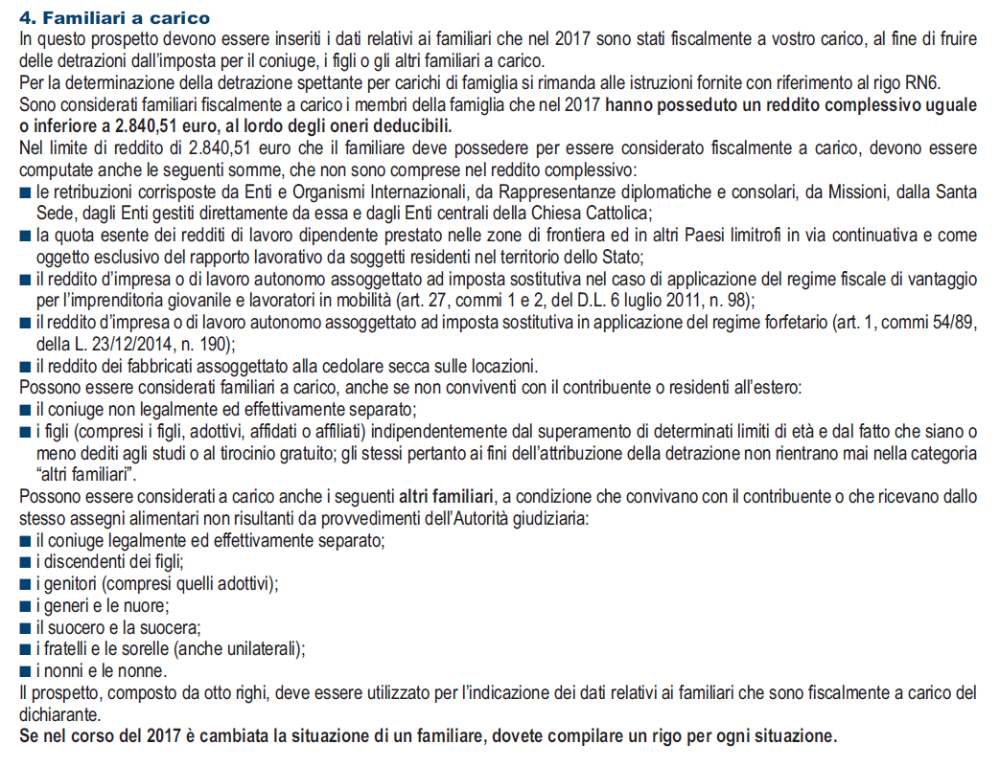 4. Familiari a carico
In questo prospetto devono essere inseriti i dati relativi ai familiari che nel 2017 sono stati fiscalmente a vostro carico, al fine di fruire
delle detrazioni dall'imposta per il coniuge, i figli o gli altri familiari a carico.
Per la determinazione della detrazione spettante per carichi di famiglia si rimanda alle istruzioni fornite con riferimento al rigo RN6.
Sono considerati familiari fiscalmente a carico i membri della famiglia che nel 2017 hanno posseduto un reddito complessivo uguale
o inferiore a 2.840,51 euro, al lordo degli oneri deducibili.
Nel limite di reddito di 2.840,51 euro che il familiare deve possedere per essere considerato fiscalmente a carico, devono essere
computate anche le seguenti somme, che non sono comprese nel reddito complessivo:
■ le retribuzioni corrisposte da Enti e Organismi Internazionali, da Rappresentanze diplomatiche e consolari, da Missioni, dalla Santa
Sede, dagli Enti gestiti direttamente da essa e dagli Enti centrali della Chiesa Cattolica;
■ la quota esente dei redditi di lavoro dipendente prestato nelle zone di frontiera ed in altri Paesi limitrofi in via continuativa e come
oggetto esclusivo del rapporto lavorativo da soggetti residenti nel territorio dello Stato;
■ il reddito d'impresa o di lavoro autonomo assoggettato ad imposta sostitutiva nel caso di applicazione del regime fiscale di vantaggio
per l'imprenditoria giovanile e lavoratori in mobilità (art. 27, commi 1 e 2, del D.L. 6 luglio 2011, n. 98);
■ il reddito d'impresa o di lavoro autonomo assoggettato ad imposta sostitutiva in applicazione del regime forfetario (art. 1, commi 54/89,
della L. 23/12/2014, n. 190);
■ il reddito dei fabbricati assoggettato alla cedolare secca sulle locazioni.
Possono essere considerati familiari a carico, anche se non conviventi con il contribuente o residenti all'estero:
■ il coniuge non legalmente ed effettivamente separato;
■ i figli (compresi i figli, adottivi, affidati o affiliati) indipendentemente dal superamento di determinati limiti di età e dal fatto che siano o
meno dediti agli studi o al tirocinio gratuito; gli stessi pertanto ai fini dell'attribuzione della detrazione non rientrano mai nella categoria
"altri familiari".
Possono essere considerati a carico anche i seguenti altri familiari, a condizione che convivano con il contribuente o che ricevano dallo
stesso assegni alimentari non risultanti da provvedimenti dell'Autorità giudiziaria:
■ il coniuge legalmente ed effettivamente separato;
■ i discendenti dei figli;
■ i genitori (compresi quelli adottivi);
■ i generi e le nuore;
■ il suocero e la suocera;
■ i fratelli e le sorelle (anche unilaterali);
■ i nonni e le nonne.
Il prospetto, composto da otto righi, deve essere utilizzato per l'indicazione dei dati relativi ai familiari che sono fiscalmente a carico del
dichiarante.
Se nel corso del 2017 è cambiata la situazione di un familiare, dovete compilare un rigo per ogni situazione.